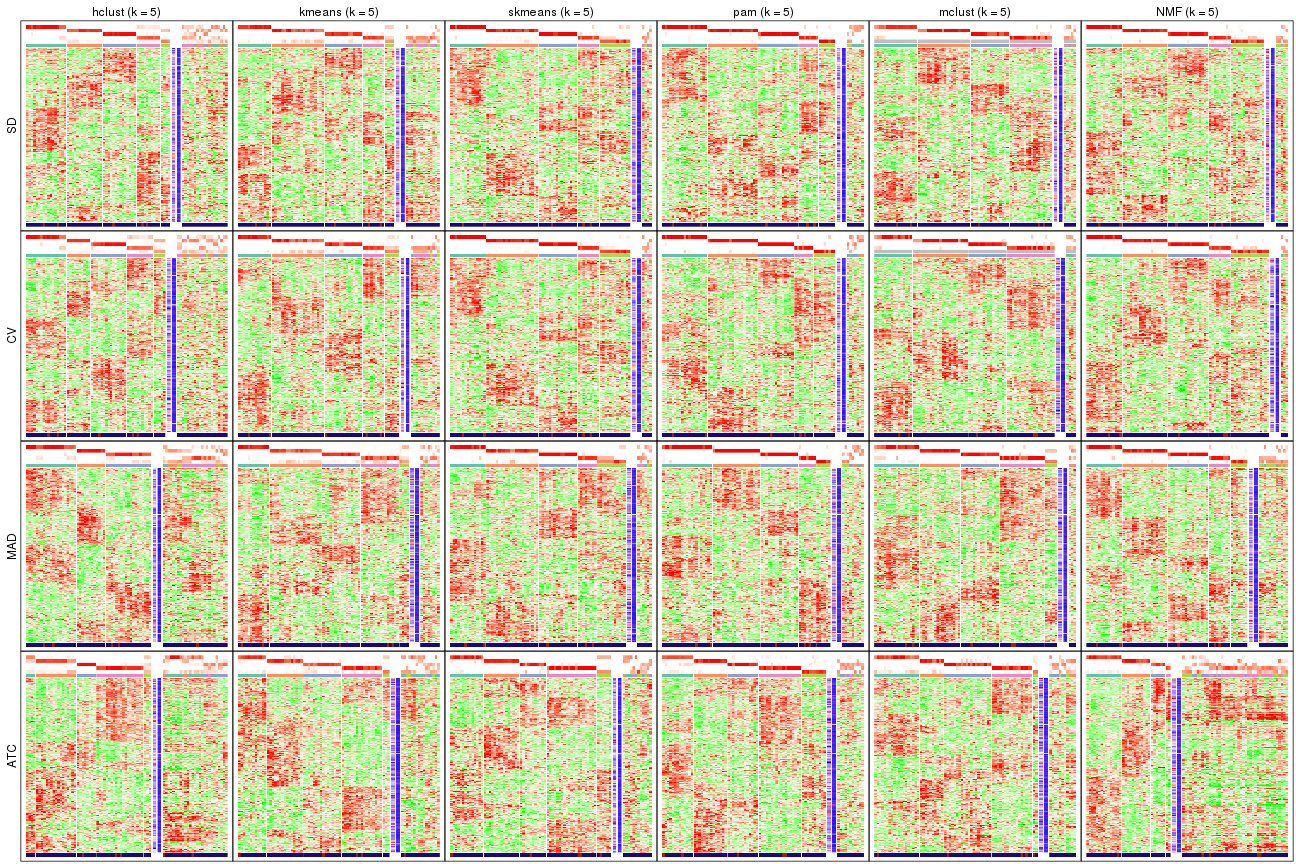 hclust (k = 5)
kmeans (k = 5)
skmeans (k = 5)
pam (k = 5)
mclust (k = 5)
NMF (k = 5)
SD
CV
MAD
ATC